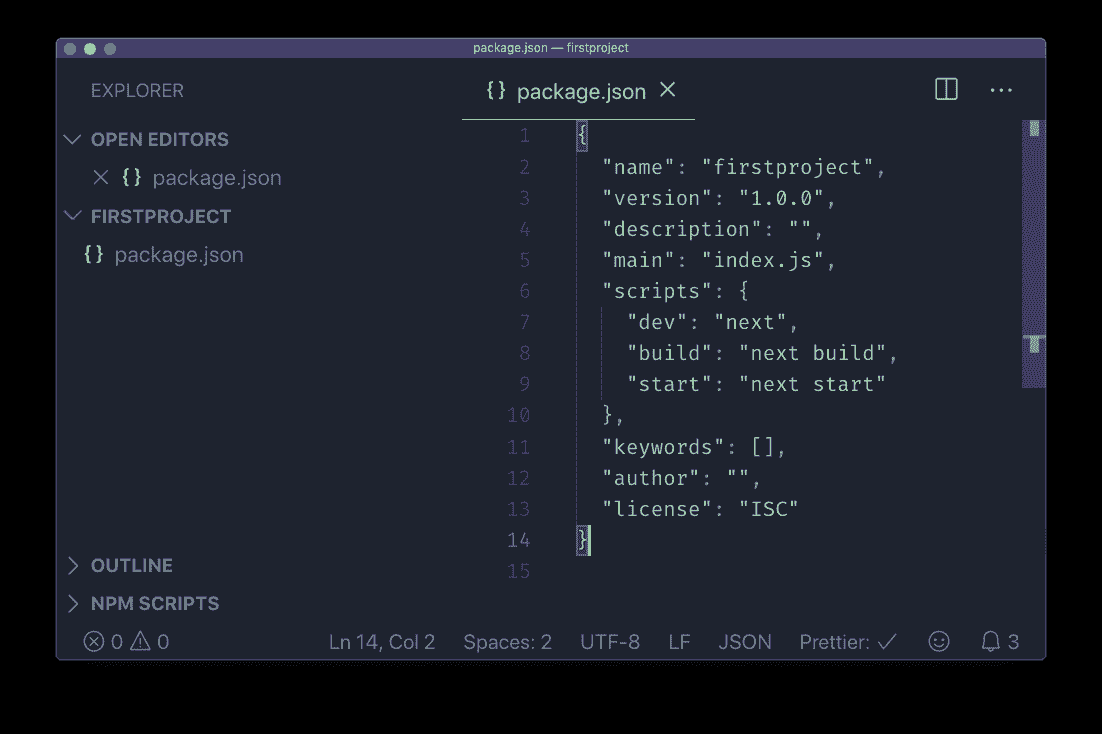 package.json — firstproject
EXPLORER
OPEN EDITORS
{} package.json
FIRSTPROJECT
{} package.json
OUTLINE
NPM SCRIPTS
{} package.json
1 {
2 "name": "firstproject",
3 "version": "1.0.0",
4 "description": "",
5 "main": "index.js",
6 "scripts": {
7 "dev": "next",
8 "build": "next build",
9 "start": "next start"
10 },
11 "keywords": [],
12 "author": "",
13 "license": "ISC"
14 }
15
0 0 Ln 14, Col 2 Spaces: 2 UTF-8 LF JSON Prettier: ✓ 3